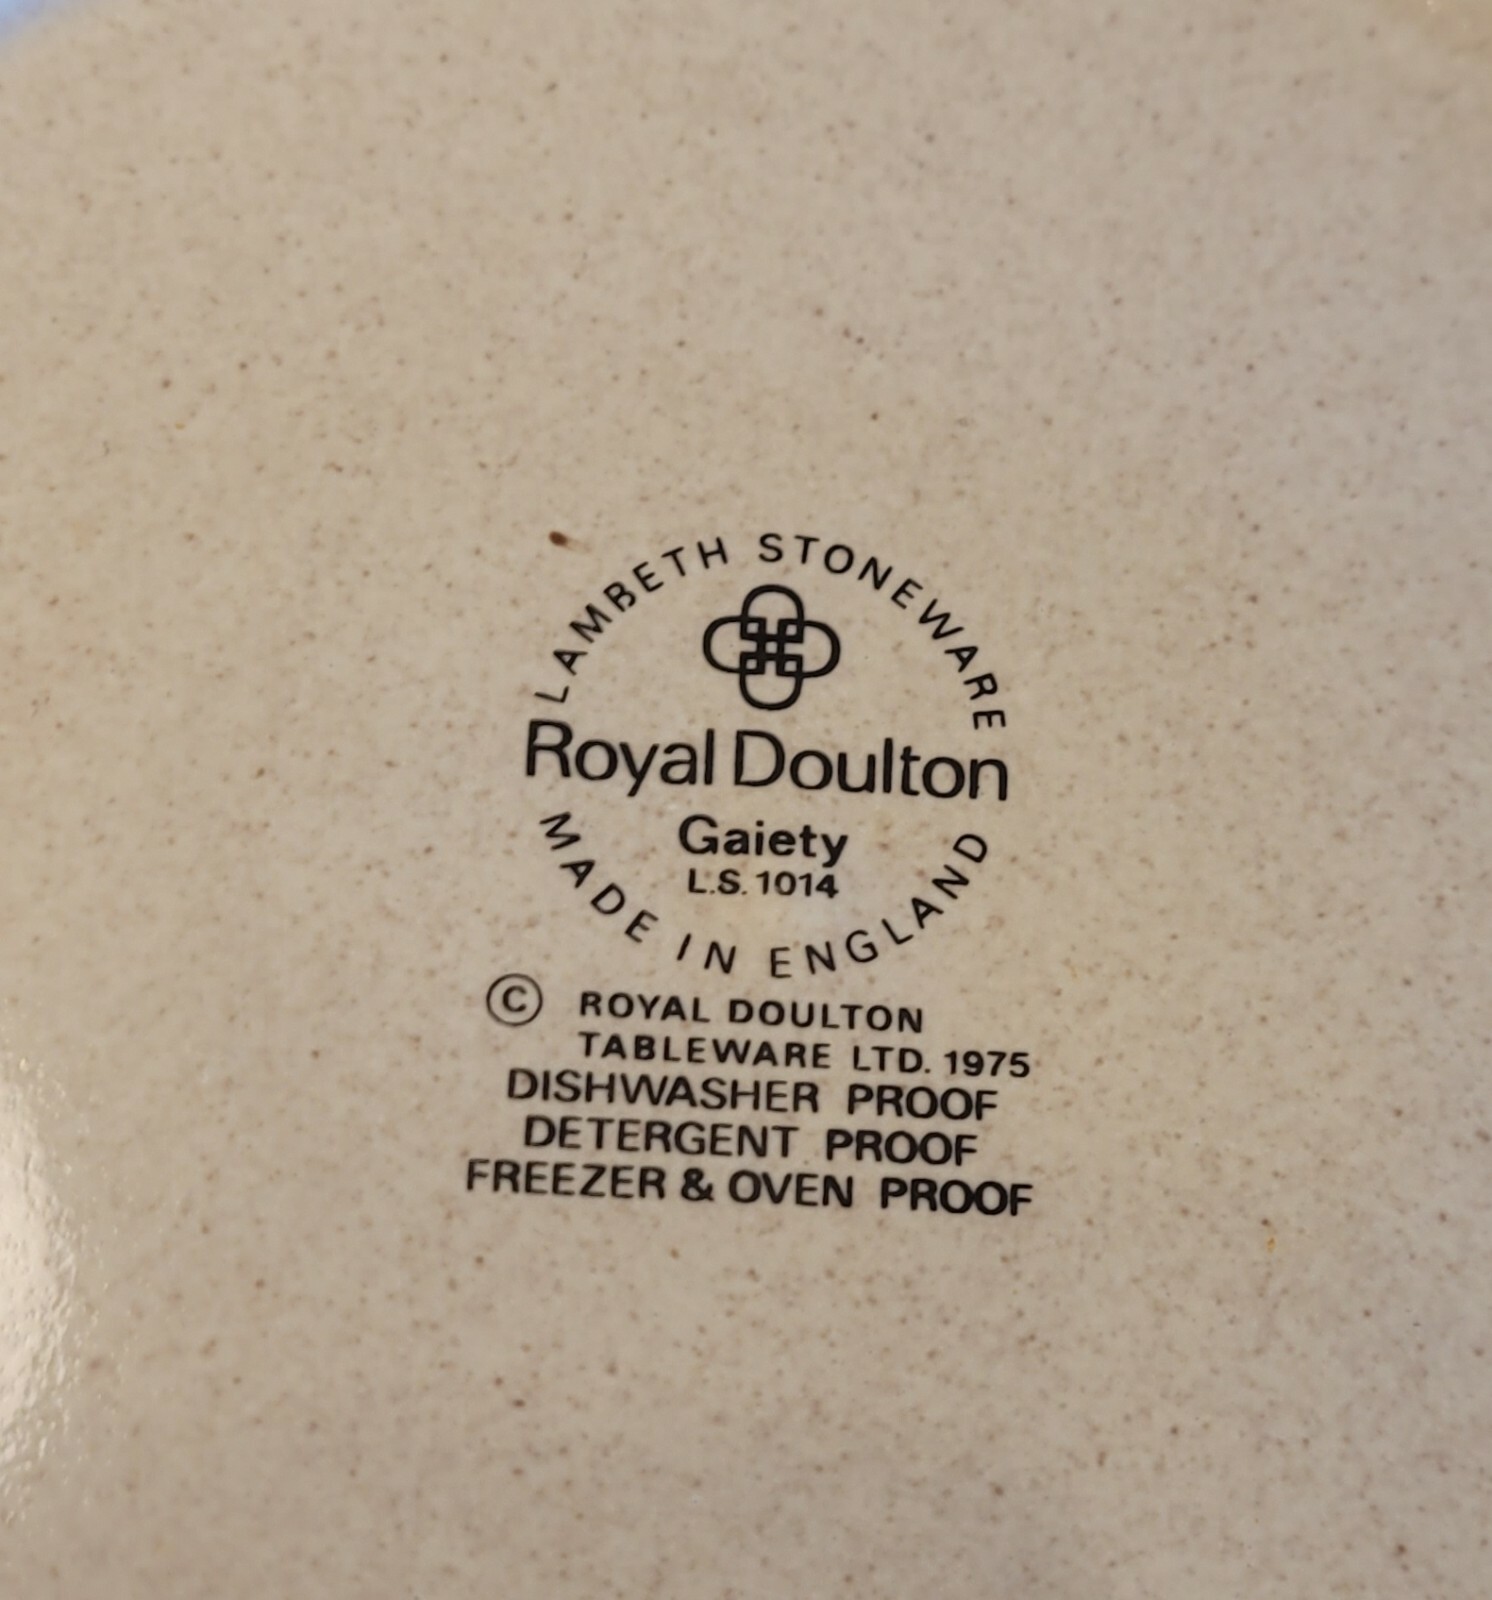 LAMBETH STONEWARE
Royal Doulton
Gaiety
L.S. 1014
MADE IN ENGLAND
© ROYAL DOULTON
TABLEWARE LTD. 1975
DISHWASHER PROOF
DETERGENT PROOF
FREEZER & OVEN PROOF